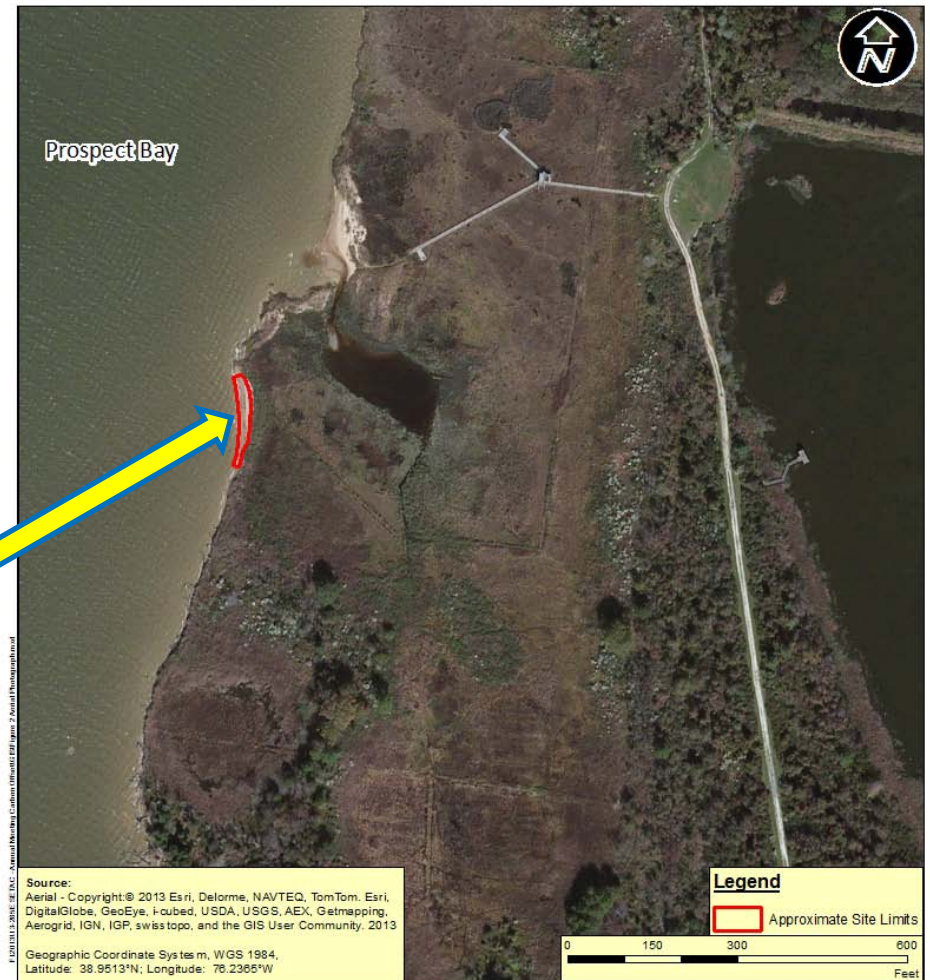 N
Prospect Bay
Source:
Aerial - Copyright:© 2013 Esri, Delorme, NAVTEQ, TomTom. Esri,
DigitalGlobe, GeoEye, i-cubed, USDA, USGS, AEX, Getmapping,
Aerogrid, IGN, IGP, swisstopo, and the GIS User Community. 2013
Geographic Coordinate System, WGS 1984,
Latitude: 38.9513°N; Longitude: 76.2365°W
Legend
Approximate Site Limits
0 150 300 600
Feet